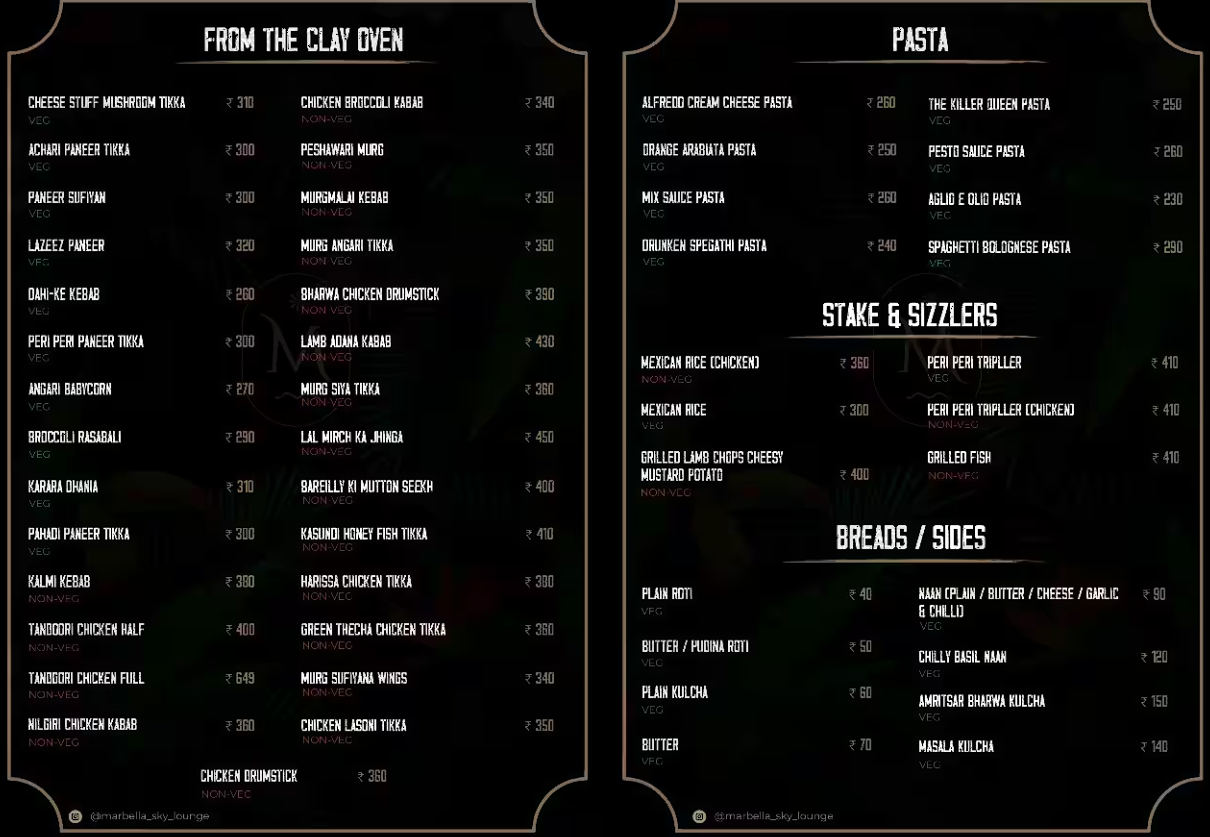 FROM THE CLAY OVEN
CHEESE STUFF MUSHROOM TIKKA ₹ 310
VEG
ACHARI PANEER TIKKA ₹ 300
VEG
PANEER SUFIYAN ₹ 300
VEG
LAZEEZ PANEER ₹ 320
VEG
DAHI-KE KEBAB ₹ 260
VEG
PERI PERI PANEER TIKKA ₹ 300
VEG
ANGARI BABYCORN ₹ 270
VEG
BROCCOLI RASABALI ₹ 290
VEG
KARARA DHANIA ₹ 310
VEG
PAHADI PANEER TIKKA ₹ 300
VEG
KALMI KEBAB ₹ 380
NON-VEG
TANDOORI CHICKEN HALF ₹ 400
NON-VEG
TANDOORI CHICKEN FULL ₹ 649
NON-VEG
NILGIRI CHICKEN KABAB ₹ 360
NON-VEG
CHICKEN BROCCOLI KABAB ₹ 340
NON-VEG
PESHAWARI MURG ₹ 350
NON-VEG
MURGMALAI KEBAB ₹ 350
NON-VEG
MURG ANGARI TIKKA ₹ 350
NON-VEG
BHARWA CHICKEN DRUMSTICK ₹ 390
NON-VEG
LAMB ADANA KABAB ₹ 430
NON-VEG
MURG SIYA TIKKA ₹ 360
NON-VEG
LAL MIRCH KA JHINGA ₹ 450
NON-VEG
BAREILLY KI MUTTON SEEKH ₹ 400
NON-VEG
KASUNDI HONEY FISH TIKKA ₹ 410
NON-VEG
HARISSA CHICKEN TIKKA ₹ 380
NON-VEG
GREEN THECHA CHICKEN TIKKA ₹ 360
NON-VEG
MURG SUFIYANA WINGS ₹ 340
NON-VEG
CHICKEN LASONI TIKKA ₹ 350
NON-VEG
CHICKEN DRUMSTICK ₹ 360
NON-VEG
@marbella_sky_lounge
PASTA
ALFREDO CREAM CHEESE PASTA ₹ 260
VEG
ORANGE ARABIATA PASTA ₹ 250
VEG
MIX SAUCE PASTA ₹ 260
VEG
DRUNKEN SPEGATHI PASTA ₹ 240
VEG
THE KILLER QUEEN PASTA ₹ 250
VEG
PESTO SAUCE PASTA ₹ 260
VEG
AGLIO E OLIO PASTA ₹ 230
VEG
SPAGHETTI BOLOGNESE PASTA ₹ 290
VEG
M
STAKE & SIZZLERS
MEXICAN RICE (CHICKEN) ₹ 360
NON-VEG
MEXICAN RICE ₹ 300
VEG
GRILLED LAMB CHOPS CHEESY
MUSTARD POTATO ₹ 400
NON-VEG
PERI PERI TRIPLLER ₹ 410
VEG
PERI PERI TRIPLLER (CHICKEN) ₹ 410
NON-VEG
GRILLED FISH ₹ 410
NON-VEG
BREADS / SIDES
PLAIN ROTI ₹ 40
VEG
BUTTER / PUDINA ROTI ₹ 50
VEG
PLAIN KULCHA ₹ 60
VEG
BUTTER ₹ 70
VEG
NAAN (PLAIN / BUTTER / CHEESE / GARLIC ₹ 90
& CHILLI)
VEG
CHILLY BASIL NAAN ₹ 120
VEG
AMRITSAR BHARWA KULCHA ₹ 150
VEG
MASALA KULCHA ₹ 140
VEG
@marbella_sky_lounge